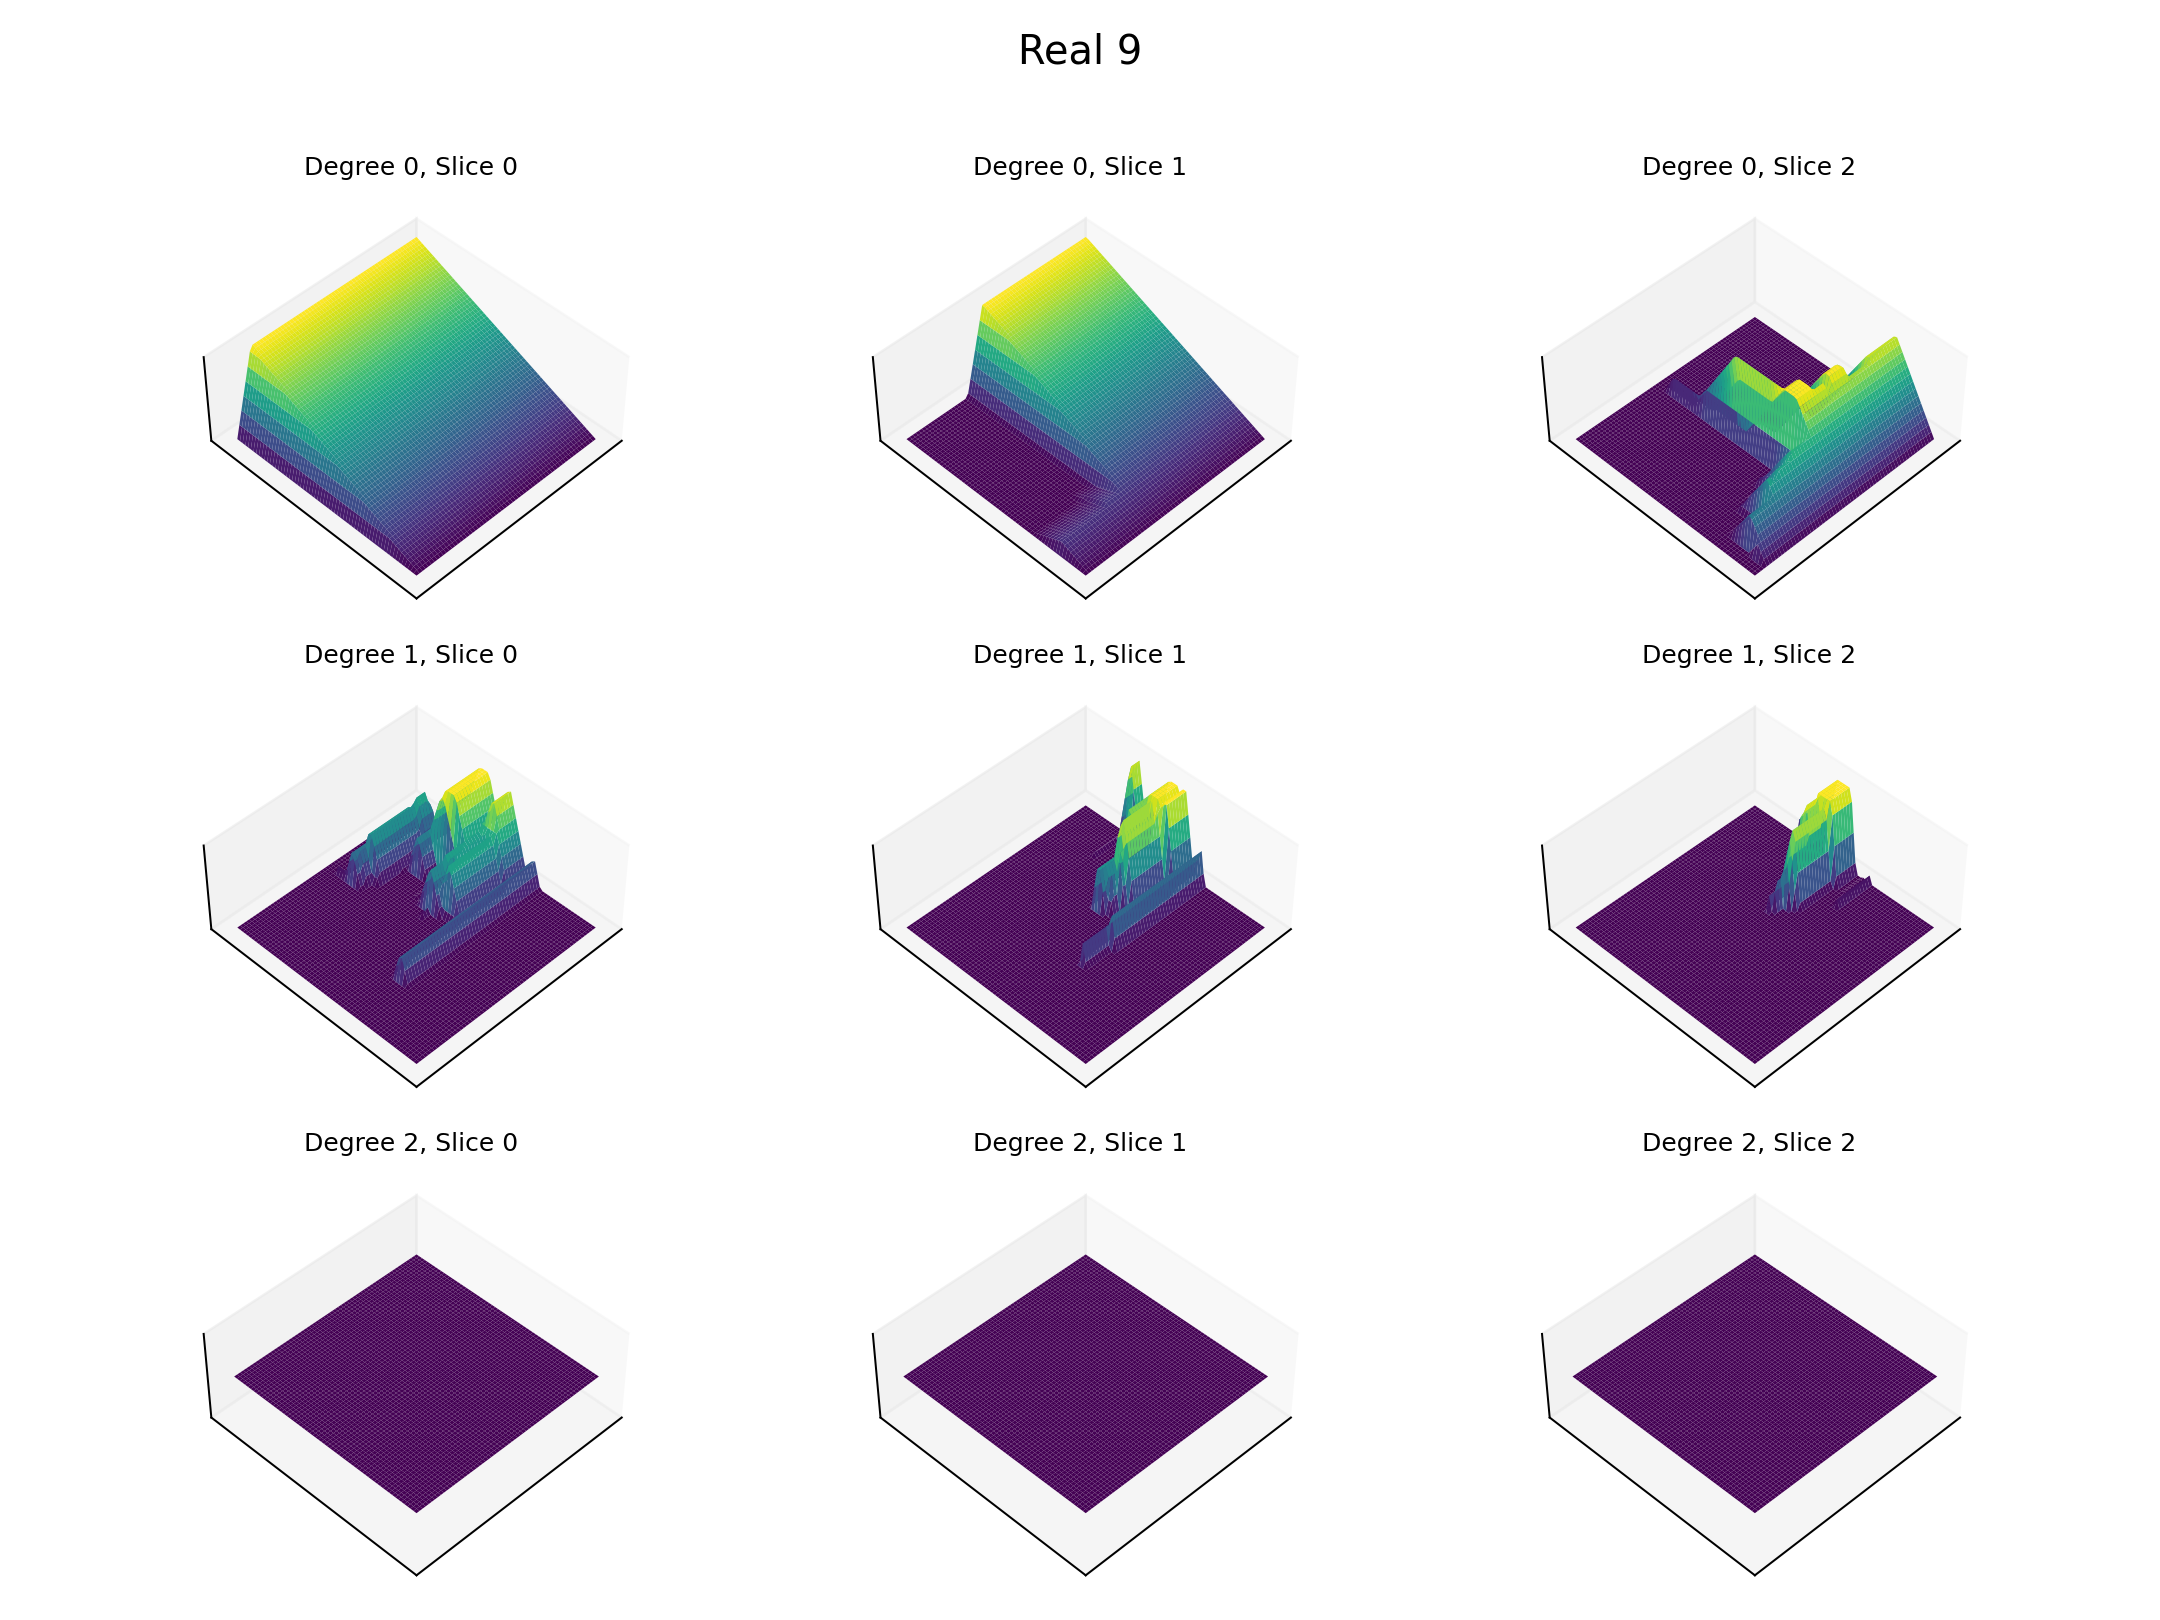 Real 9
Degree 0, Slice 0
Degree 0, Slice 1
Degree 0, Slice 2
Degree 1, Slice 0
Degree 1, Slice 1
Degree 1, Slice 2
Degree 2, Slice 0
Degree 2, Slice 1
Degree 2, Slice 2